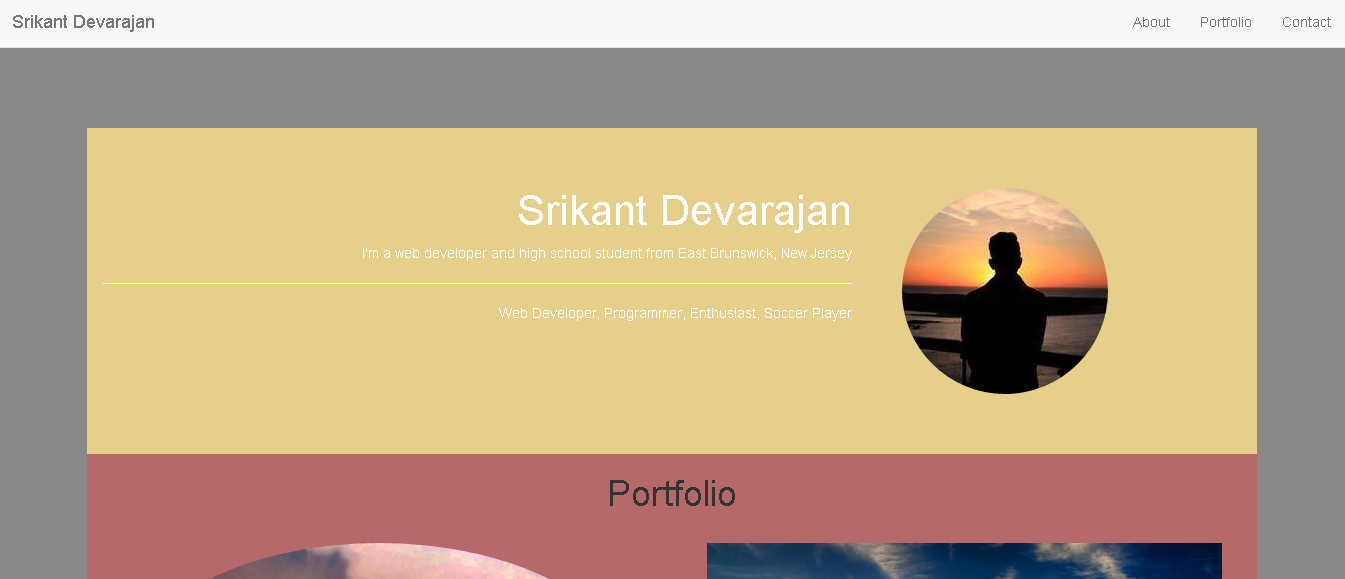 Srikant Devarajan
About Portfolio Contact
Srikant Devarajan
I'm a web developer and high school student from East Brunswick, New Jersey
Web Developer, Programmer, Enthusiast, Soccer Player
Portfolio